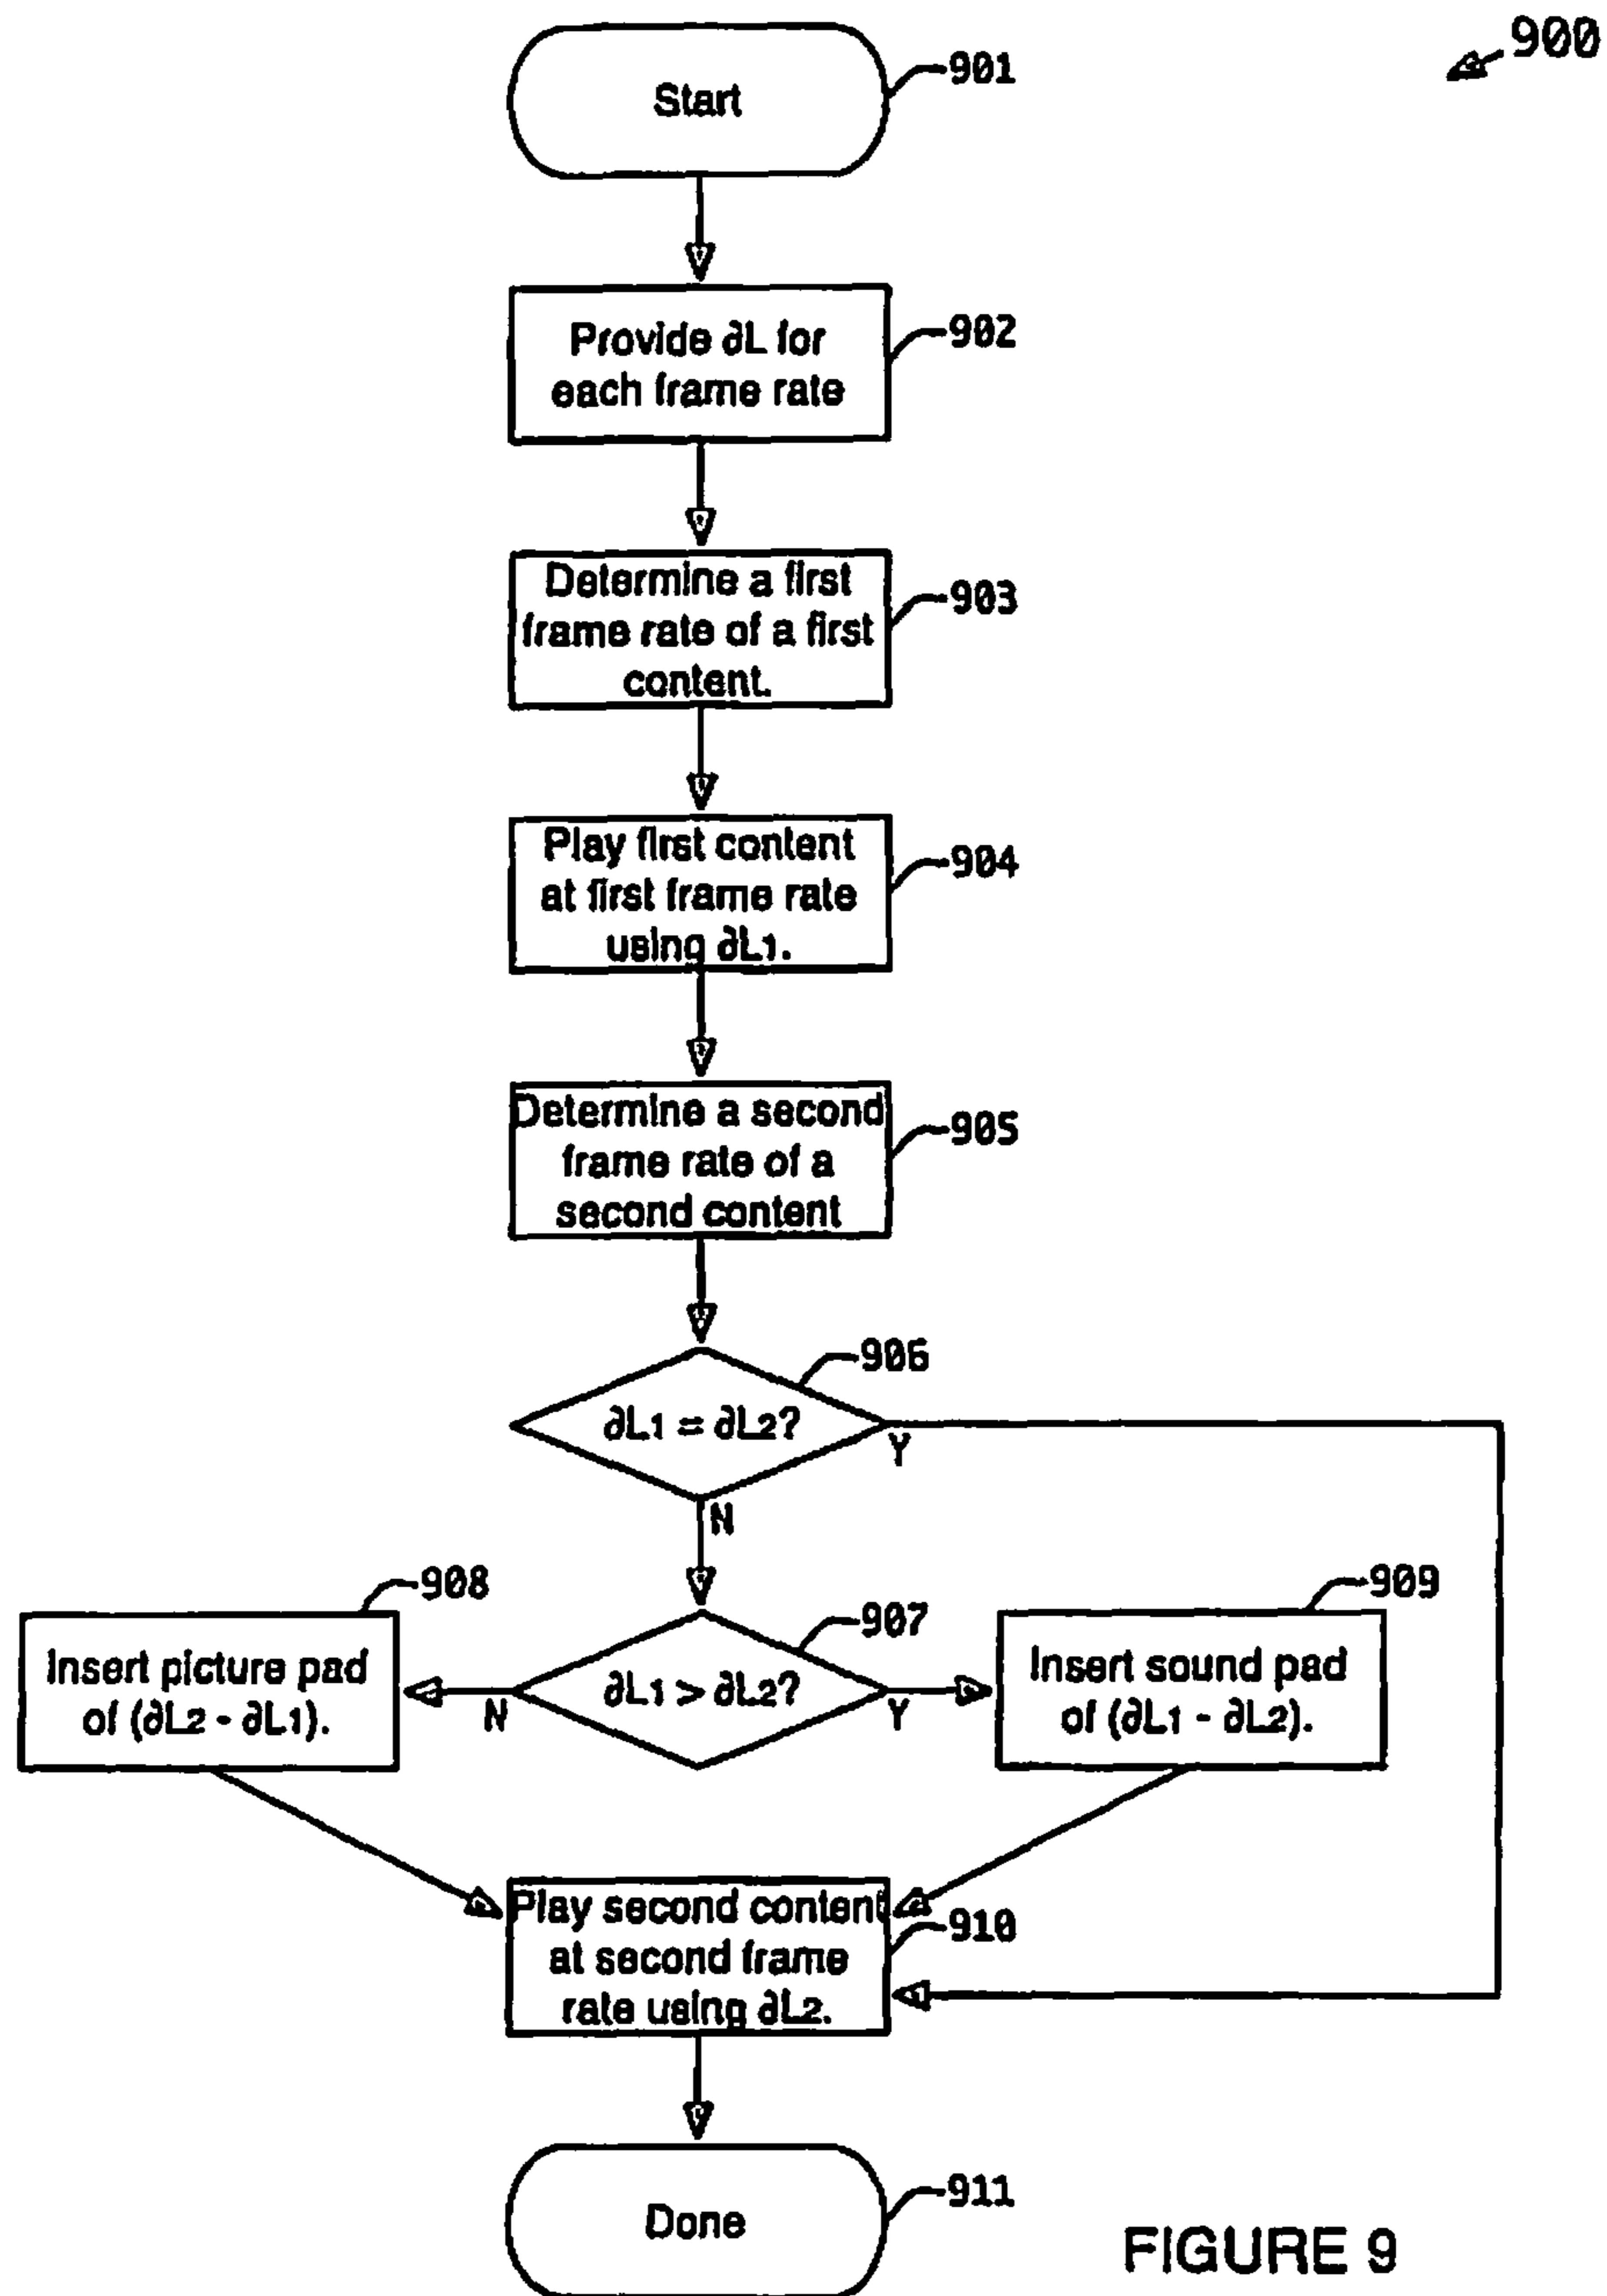 900
Start
901
Provide ∂L for
each frame rate
902
Determine a first
frame rate of a first
content.
903
Play first content
at first frame rate
using ∂L1.
904
Determine a second
frame rate of a
second content
905
∂L1 = ∂L2?
906
Y
N
∂L1 > ∂L2?
907
N
Y
Insert picture pad
of (∂L2 - ∂L1).
908
Insert sound pad
of (∂L1 - ∂L2).
909
Play second content
at second frame
rate using ∂L2.
910
Done
911
FIGURE 9